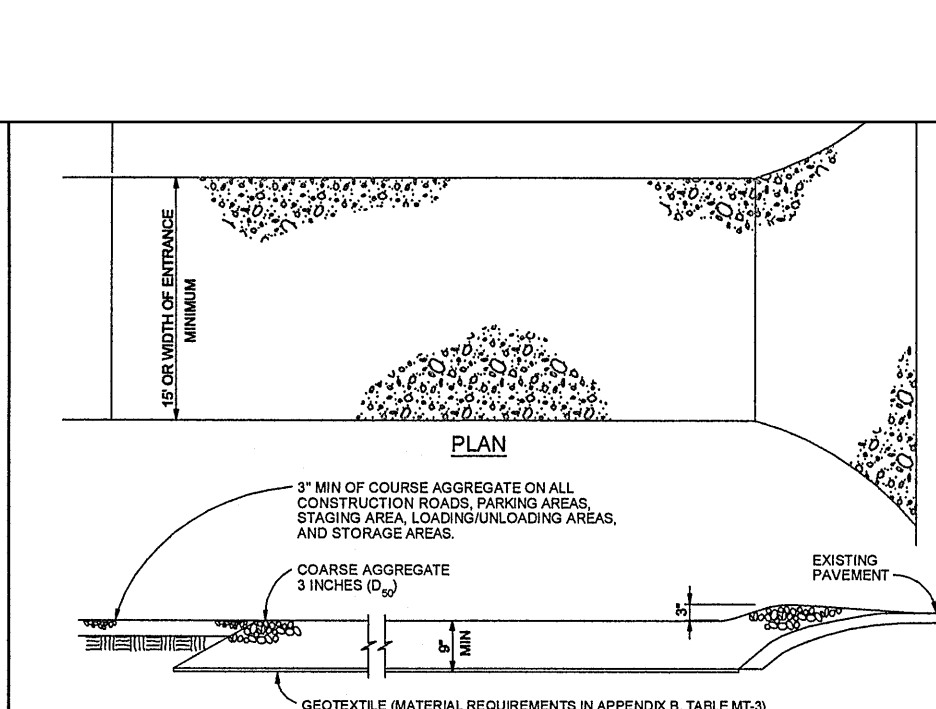 15' OR WIDTH OF ENTRANCE
MINIMUM
PLAN
3" MIN OF COURSE AGGREGATE ON ALL
CONSTRUCTION ROADS, PARKING AREAS,
STAGING AREA, LOADING/UNLOADING AREAS,
AND STORAGE AREAS.
COARSE AGGREGATE
3 INCHES (D50)
EXISTING
PAVEMENT
3"
9"
MIN
GEOTEXTILE (MATERIAL REQUIREMENTS IN APPENDIX B, TABLE MT-3)